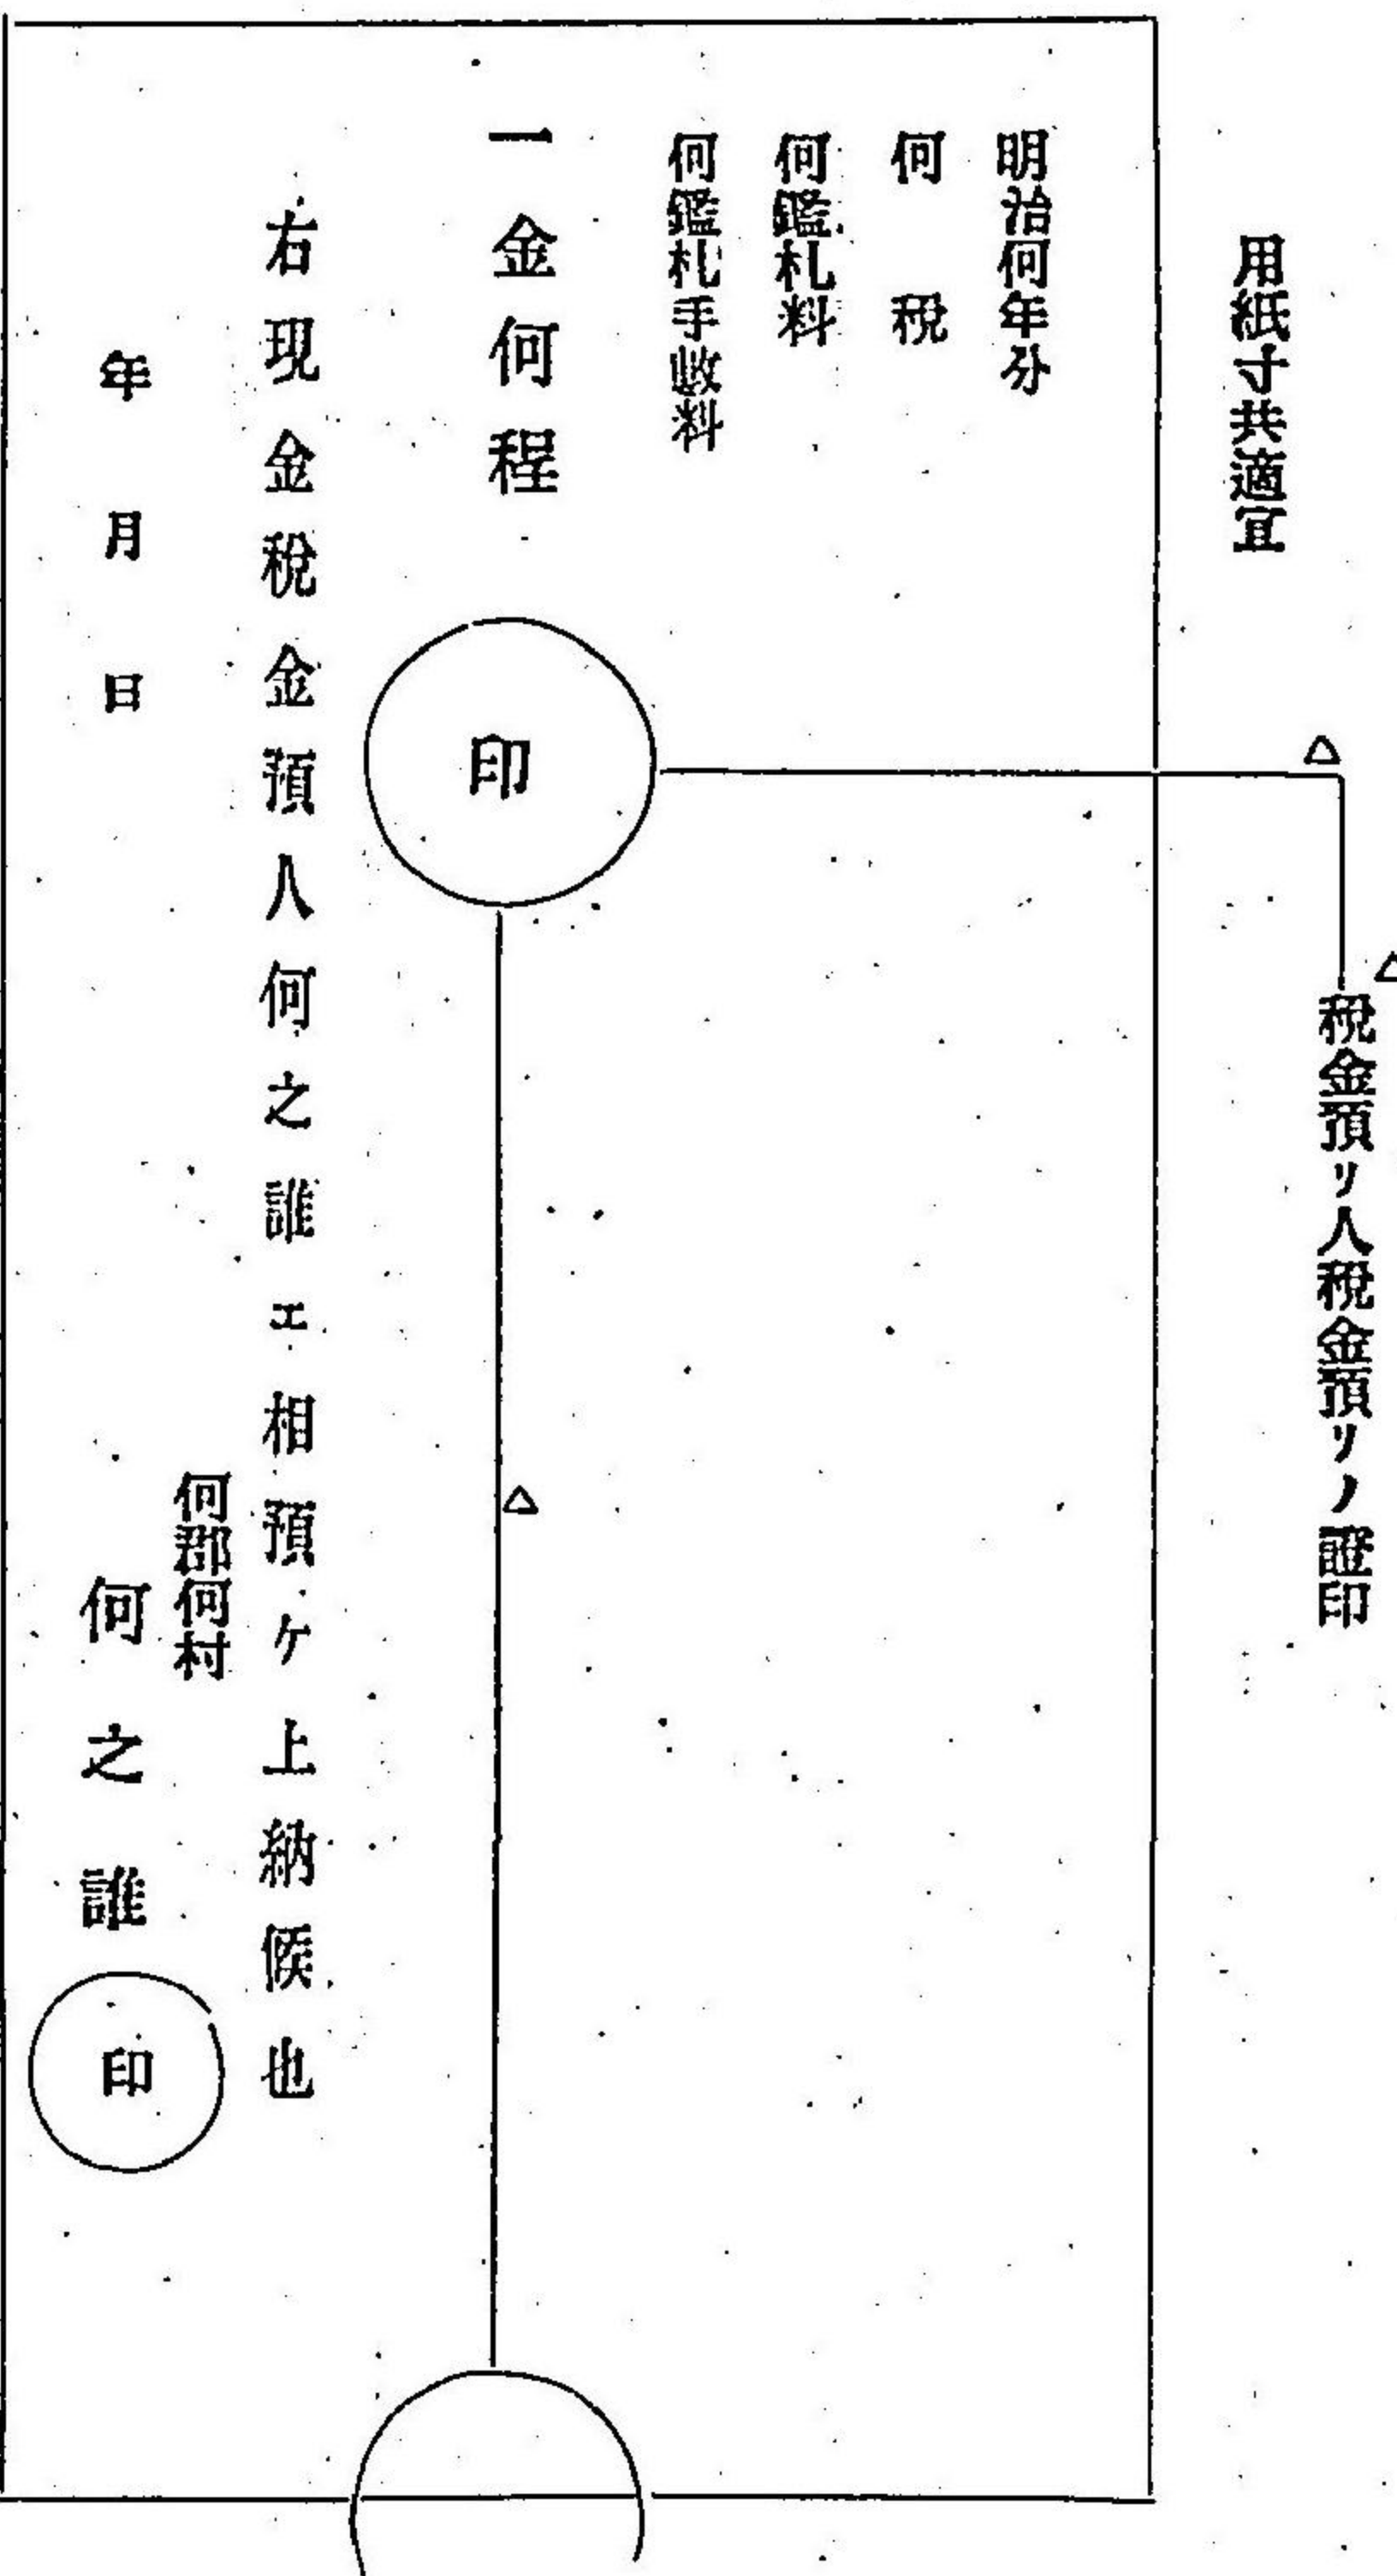 税金預リ人税金預リノ證印
用紙寸共適宜
明治何年分
何税
何鑑札料
何鑑札手數料
一金何程
印
右現金税金預人何之誰エ相預ケ上納候也
年月日
何郡何村
何之誰
印